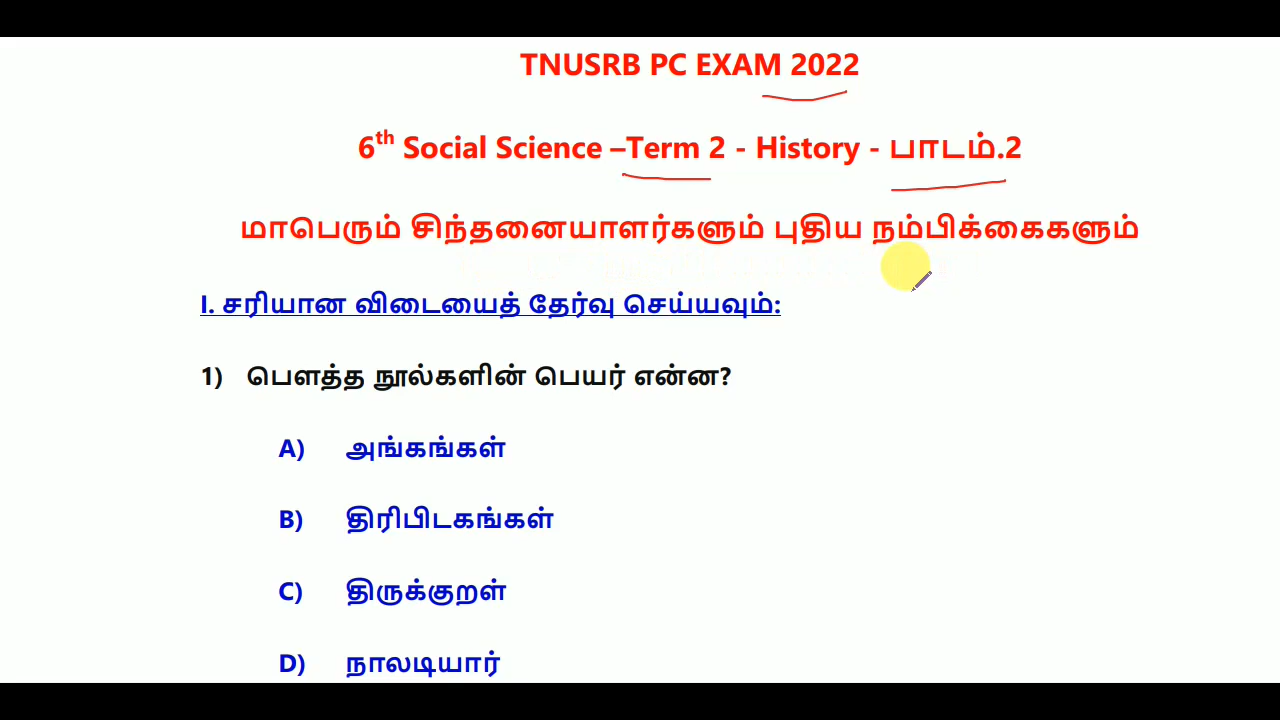 TNUSRB PC EXAM 2022
6th Social Science –Term 2 - History - பாடம்.2
மாபெரும் சிந்தனையாளர்களும் புதிய நம்பிக்கைகளும்
I. சரியான விடையைத் தேர்வு செய்யவும்:
1) பௌத்த நூல்களின் பெயர் என்ன?
A) அங்கங்கள்
B) திரிபிடகங்கள்
C) திருக்குறள்
D) நாலடியார்